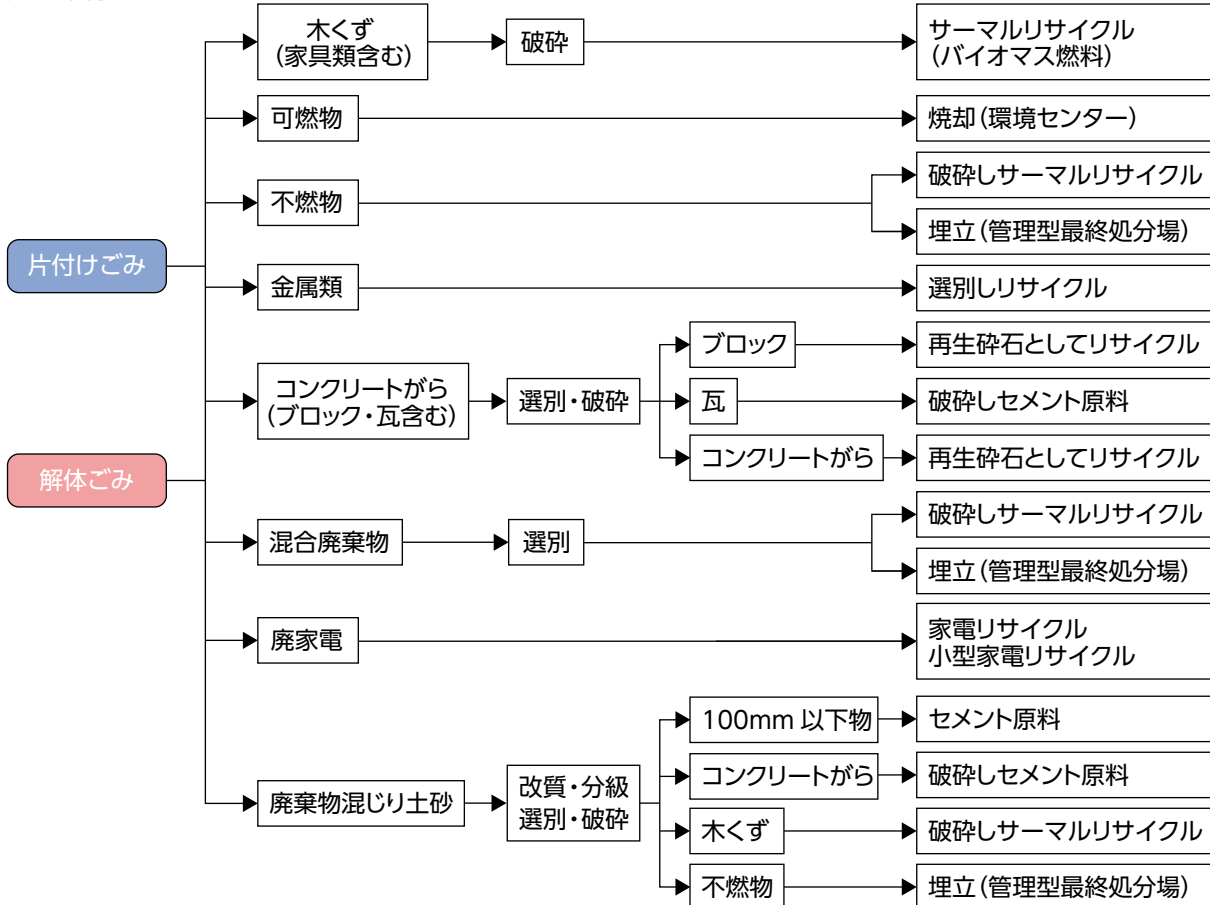 木くず
(家具類含む)
破砕
サーマルリサイクル
(バイオマス燃料)
可燃物
焼却(環境センター)
不燃物
破砕しサーマルリサイクル
埋立(管理型最終処分場)
片付けごみ
金属類
選別しリサイクル
コンクリートがら
(ブロック・瓦含む)
選別・破砕
ブロック
再生砕石としてリサイクル
瓦
破砕しセメント原料
コンクリートがら
再生砕石としてリサイクル
解体ごみ
混合廃棄物
選別
破砕しサーマルリサイクル
埋立(管理型最終処分場)
廃家電
家電リサイクル
小型家電リサイクル
廃棄物混じり土砂
改質・分級
選別・破砕
100mm 以下物
セメント原料
コンクリートがら
破砕しセメント原料
木くず
破砕しサーマルリサイクル
不燃物
埋立(管理型最終処分場)